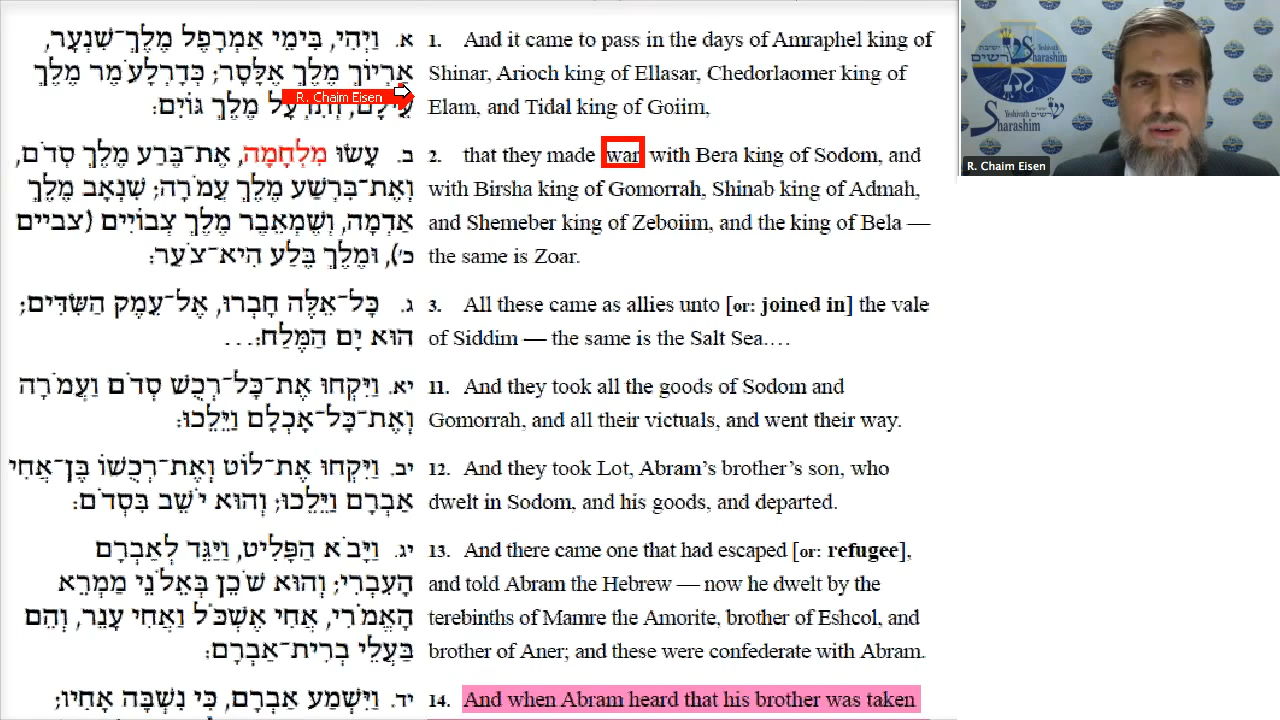 א. וַיְהִי, בִּימֵי אַמְרָפֶל מֶלֶךְ־שִׁנְעָר,
אַרְיוֹךְ מֶלֶךְ אֶלָּסָר; כְּדָרְלָעֹמֶר מֶלֶךְ
מֶלֶךְ גּוֹיִם:
R. Chaim Eisen
1. And it came to pass in the days of Amraphel king of
Shinar, Arioch king of Ellasar, Chedorlaomer king of
Elam, and Tidal king of Goiim,
ב. עָשׂוּ מִלְחָמָה, אֶת־בֶּרַע מֶלֶךְ סְדֹם,
וְאֶת־בִּרְשַׁע מֶלֶךְ עֲמֹרָה; שִׁנְאָב מֶלֶךְ
אַדְמָה, וְשֶׁמְאֵבֶר מֶלֶךְ צְבוֹיִים (צביים
כ׳), וּמֶלֶךְ בֶּלַע הִיא־צֹעַר:
2. that they made war with Bera king of Sodom, and
with Birsha king of Gomorrah, Shinab king of Admah,
and Shemeber king of Zeboiim, and the king of Bela —
the same is Zoar.
ג. כָּל־אֵלֶּה חָבְרוּ, אֶל־עֵמֶק הַשִּׂדִּים;
הוּא יָם הַמֶּלַח:…
3. All these came as allies unto [or: joined in] the vale
of Siddim — the same is the Salt Sea.…
יא. וַיִּקְחוּ אֶת־כָּל־רְכֻשׁ סְדֹם וַעֲמֹרָה
וְאֶת־כָּל־אָכְלָם וַיֵּלֵכוּ:
11. And they took all the goods of Sodom and
Gomorrah, and all their victuals, and went their way.
יב. וַיִּקְחוּ אֶת־לוֹט וְאֶת־רְכֻשׁוֹ בֶּן־אֲחִי
אַבְרָם וַיֵּלֵכוּ; וְהוּא יֹשֵׁב בִּסְדֹם:
12. And they took Lot, Abram’s brother’s son, who
dwelt in Sodom, and his goods, and departed.
יג. וַיָּבֹא הַפָּלִיט, וַיַּגֵּד לְאַבְרָם
הָעִבְרִי; וְהוּא שֹׁכֵן בְּאֵלֹנֵי מַמְרֵא
הָאֱמֹרִי, אֲחִי אֶשְׁכֹּל וַאֲחִי עָנֵר, וְהֵם
בַּעֲלֵי בְרִית־אַבְרָם:
13. And there came one that had escaped [or: refugee],
and told Abram the Hebrew — now he dwelt by the
terebinths of Mamre the Amorite, brother of Eshcol, and
brother of Aner; and these were confederate with Abram.
יד. וַיִּשְׁמַע אַבְרָם, כִּי נִשְׁבָּה אָחִיו;
14. And when Abram heard that his brother was taken
Yeshivath
Sharashim
Yeshivath
שרשים
Sharashim
R. Chaim Eisen